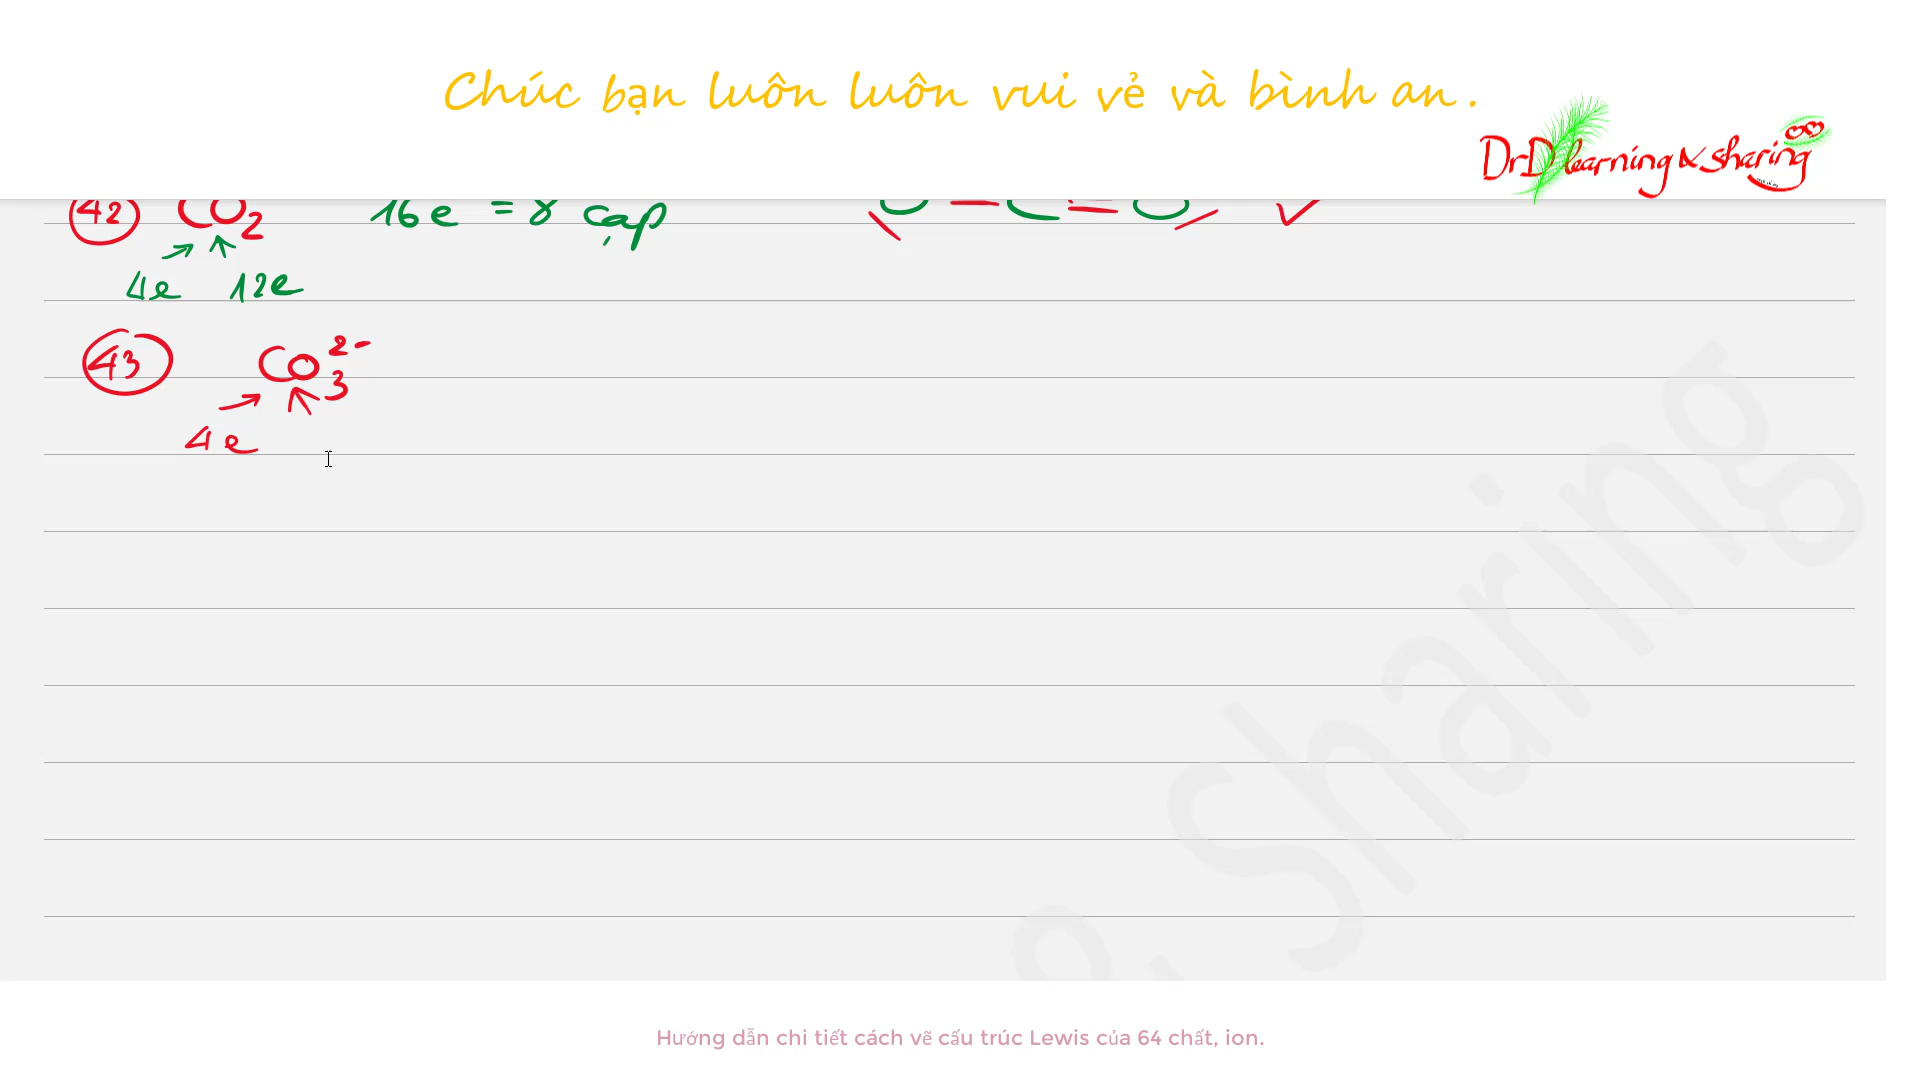 Chúc bạn luôn luôn vui vẻ và bình an.
DrD learning & sharing
42 CO2 16e = 8 cặp O = C = O ✓
4e 12e
43 CO3 2-
4e
& Sharing
Hướng dẫn chi tiết cách vẽ cấu trúc Lewis của 64 chất, ion.